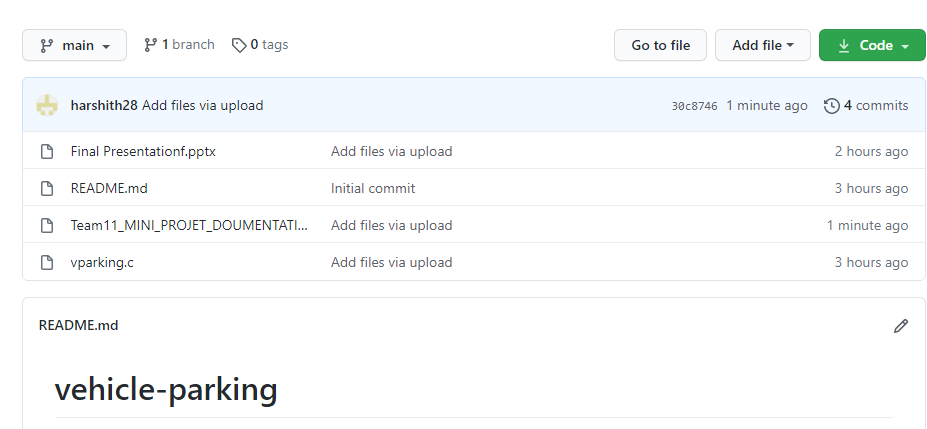 main 1 branch 0 tags Go to file Add file Code
harshith28 Add files via upload 30c8746 1 minute ago 4 commits
Final Presentationf.pptx Add files via upload 2 hours ago
README.md Initial commit 3 hours ago
Team11_MINI_PROJET_DOUMENTATI... Add files via upload 1 minute ago
vparking.c Add files via upload 3 hours ago
README.md
vehicle-parking